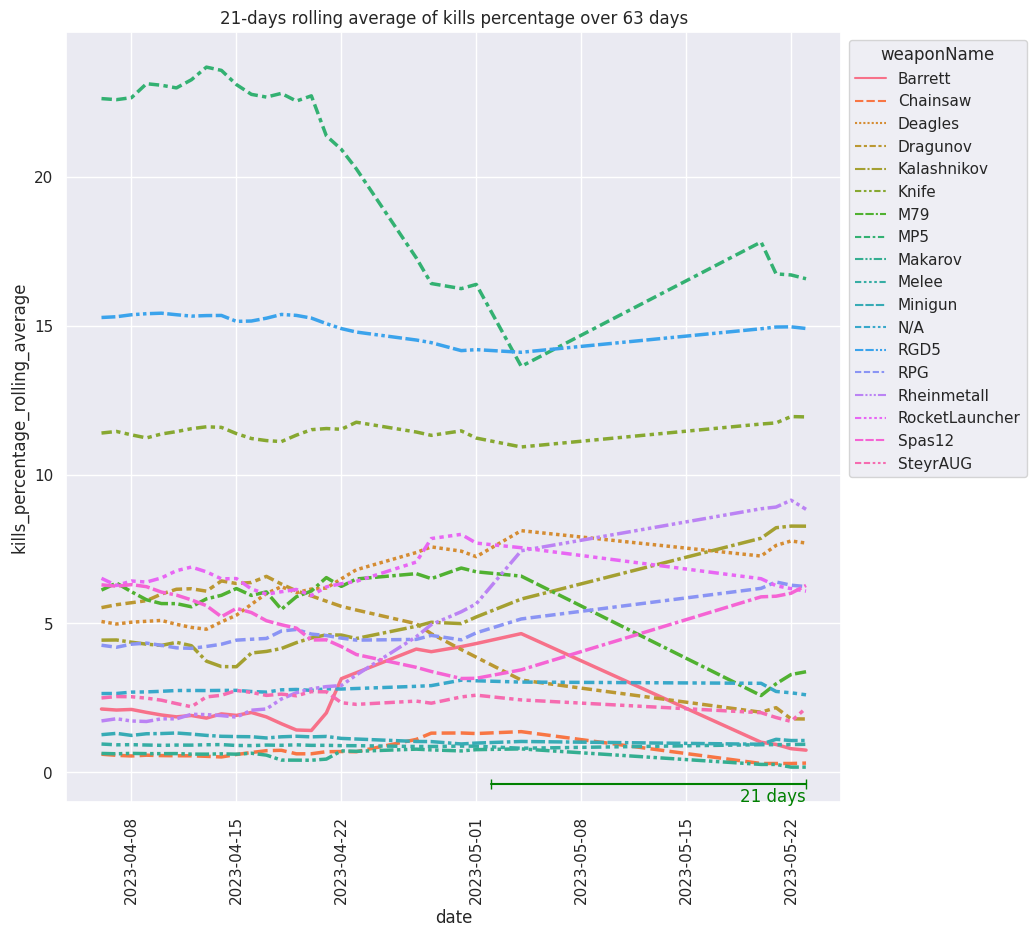 21-days rolling average of kills percentage over 63 days
kills_percentage_rolling_average
20
15
10
5
0
2023-04-08
2023-04-15
2023-04-22
2023-05-01
2023-05-08
2023-05-15
2023-05-22
date
21 days
weaponName
Barrett
Chainsaw
Deagles
Dragunov
Kalashnikov
Knife
M79
MP5
Makarov
Melee
Minigun
N/A
RGD5
RPG
Rheinmetall
RocketLauncher
Spas12
SteyrAUG